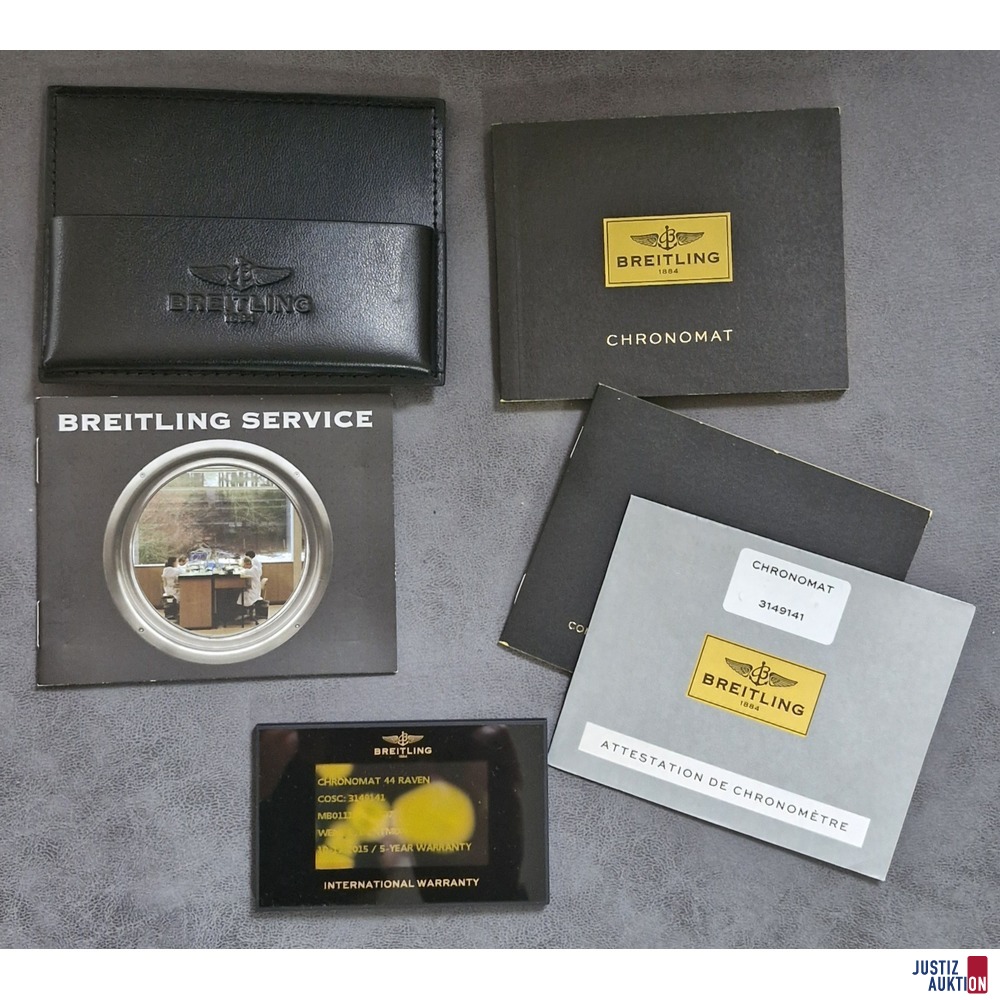 BREITLING
1884
BREITLING
1884
CHRONOMAT
BREITLING SERVICE
CHRONOMAT
3149141
BREITLING
1884
ATTESTATION DE CHRONOMÈTRE
BREITLING
CHRONOMAT 44 RAVEN
COSC: 3149141
2015 / 5-YEAR WARRANTY
INTERNATIONAL WARRANTY
JUSTIZ
AUKTION